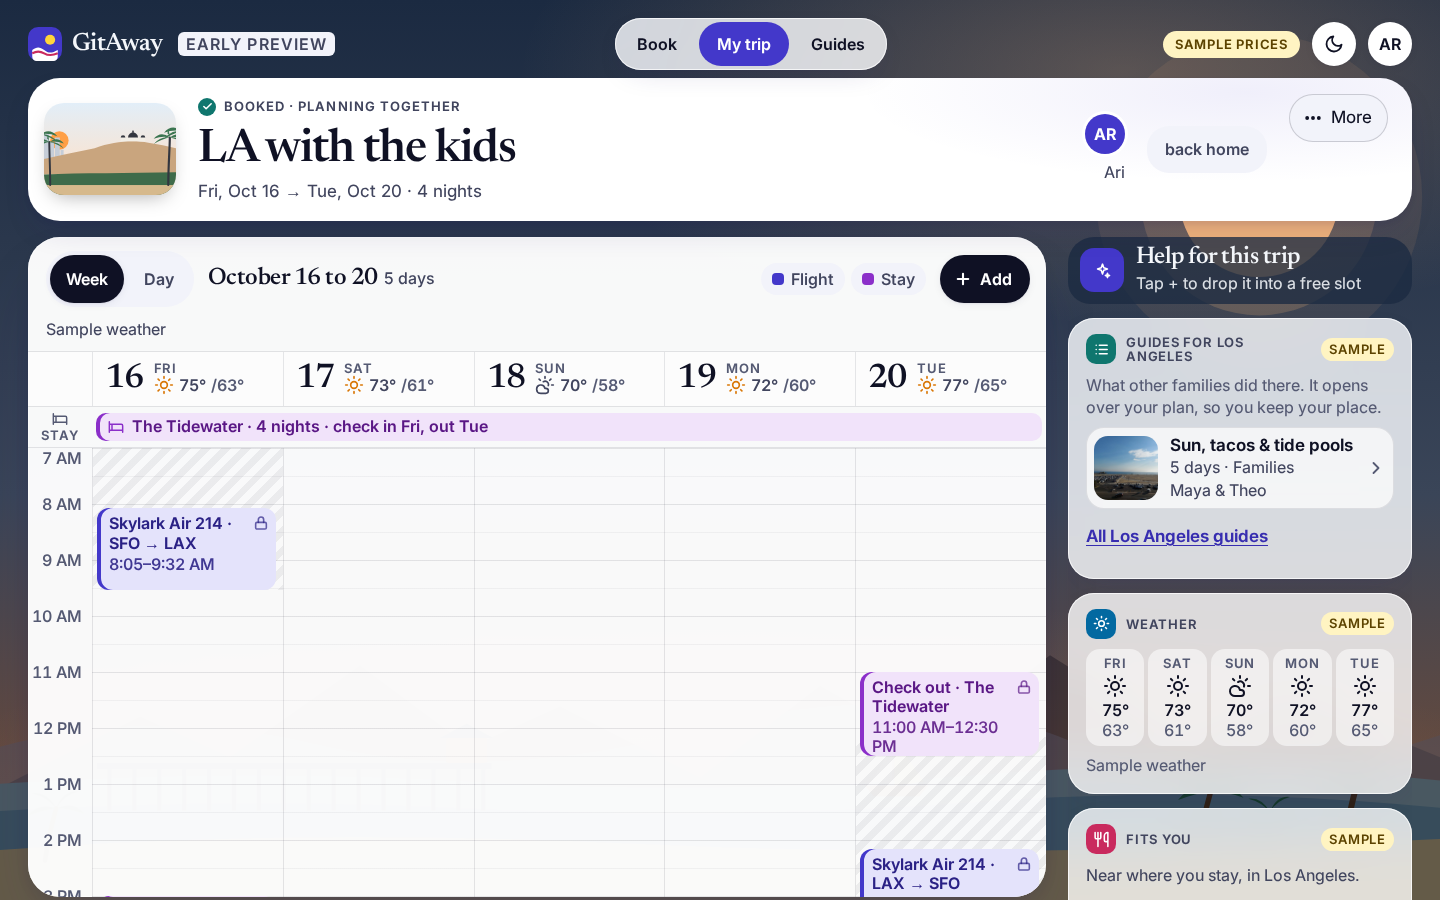 GitAway EARLY PREVIEW
Book My trip Guides
SAMPLE PRICES AR
BOOKED · PLANNING TOGETHER
LA with the kids
Fri, Oct 16 → Tue, Oct 20 · 4 nights
AR
Ari
back home
··· More
Week Day October 16 to 20 5 days Flight Stay + Add
Sample weather
16 FRI 75° /63°
17 SAT 73° /61°
18 SUN 70° /58°
19 MON 72° /60°
20 TUE 77° /65°
STAY
The Tidewater · 4 nights · check in Fri, out Tue
7 AM
8 AM
Skylark Air 214 ·
SFO → LAX
8:05–9:32 AM
9 AM
10 AM
11 AM
Check out · The
Tidewater
11:00 AM–12:30
PM
12 PM
1 PM
2 PM
Skylark Air 214 ·
LAX → SFO
Help for this trip
Tap + to drop it into a free slot
GUIDES FOR LOS
ANGELES
SAMPLE
What other families did there. It opens
over your plan, so you keep your place.
Sun, tacos & tide pools
5 days · Families
Maya & Theo
All Los Angeles guides
WEATHER SAMPLE
FRI SAT SUN MON TUE
75° 73° 70° 72° 77°
63° 61° 58° 60° 65°
Sample weather
FITS YOU SAMPLE
Near where you stay, in Los Angeles.